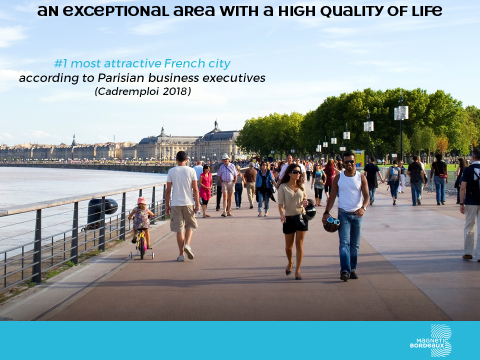 an exceptional area with a high quality of life
#1 most attractive French city
according to Parisian business executives
(Cadremploi 2018)
MAGNETIC
BORDEAUX